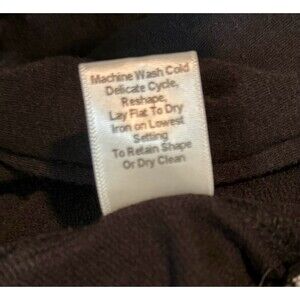 Machine Wash Cold
Delicate Cycle,
Reshape,
Lay Flat To Dry
Iron on Lowest
Setting
To Retain Shape
Or Dry Clean